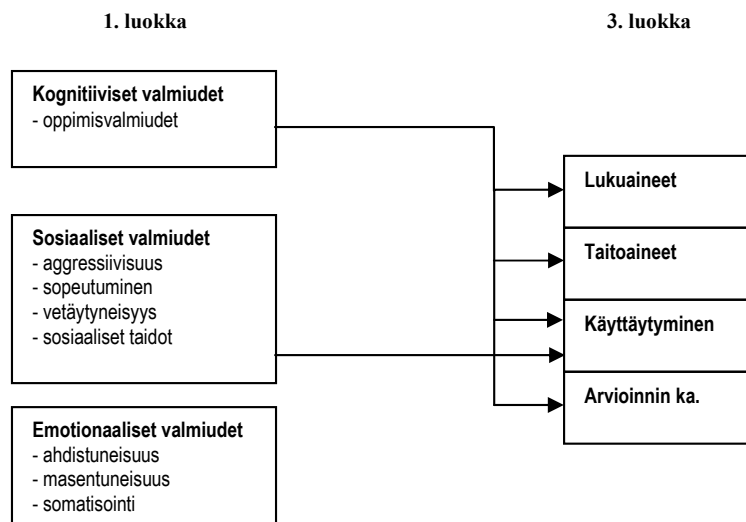 1. luokka
3. luokka
Kognitiiviset valmiudet
- oppimisvalmiudet
Sosiaaliset valmiudet
- aggressiivisuus
- sopeutuminen
- vetäytyneisyys
- sosiaaliset taidot
Emotionaaliset valmiudet
- ahdistuneisuus
- masentuneisuus
- somatisointi
Lukuaineet
Taitoaineet
Käyttäytyminen
Arvioinnin ka.